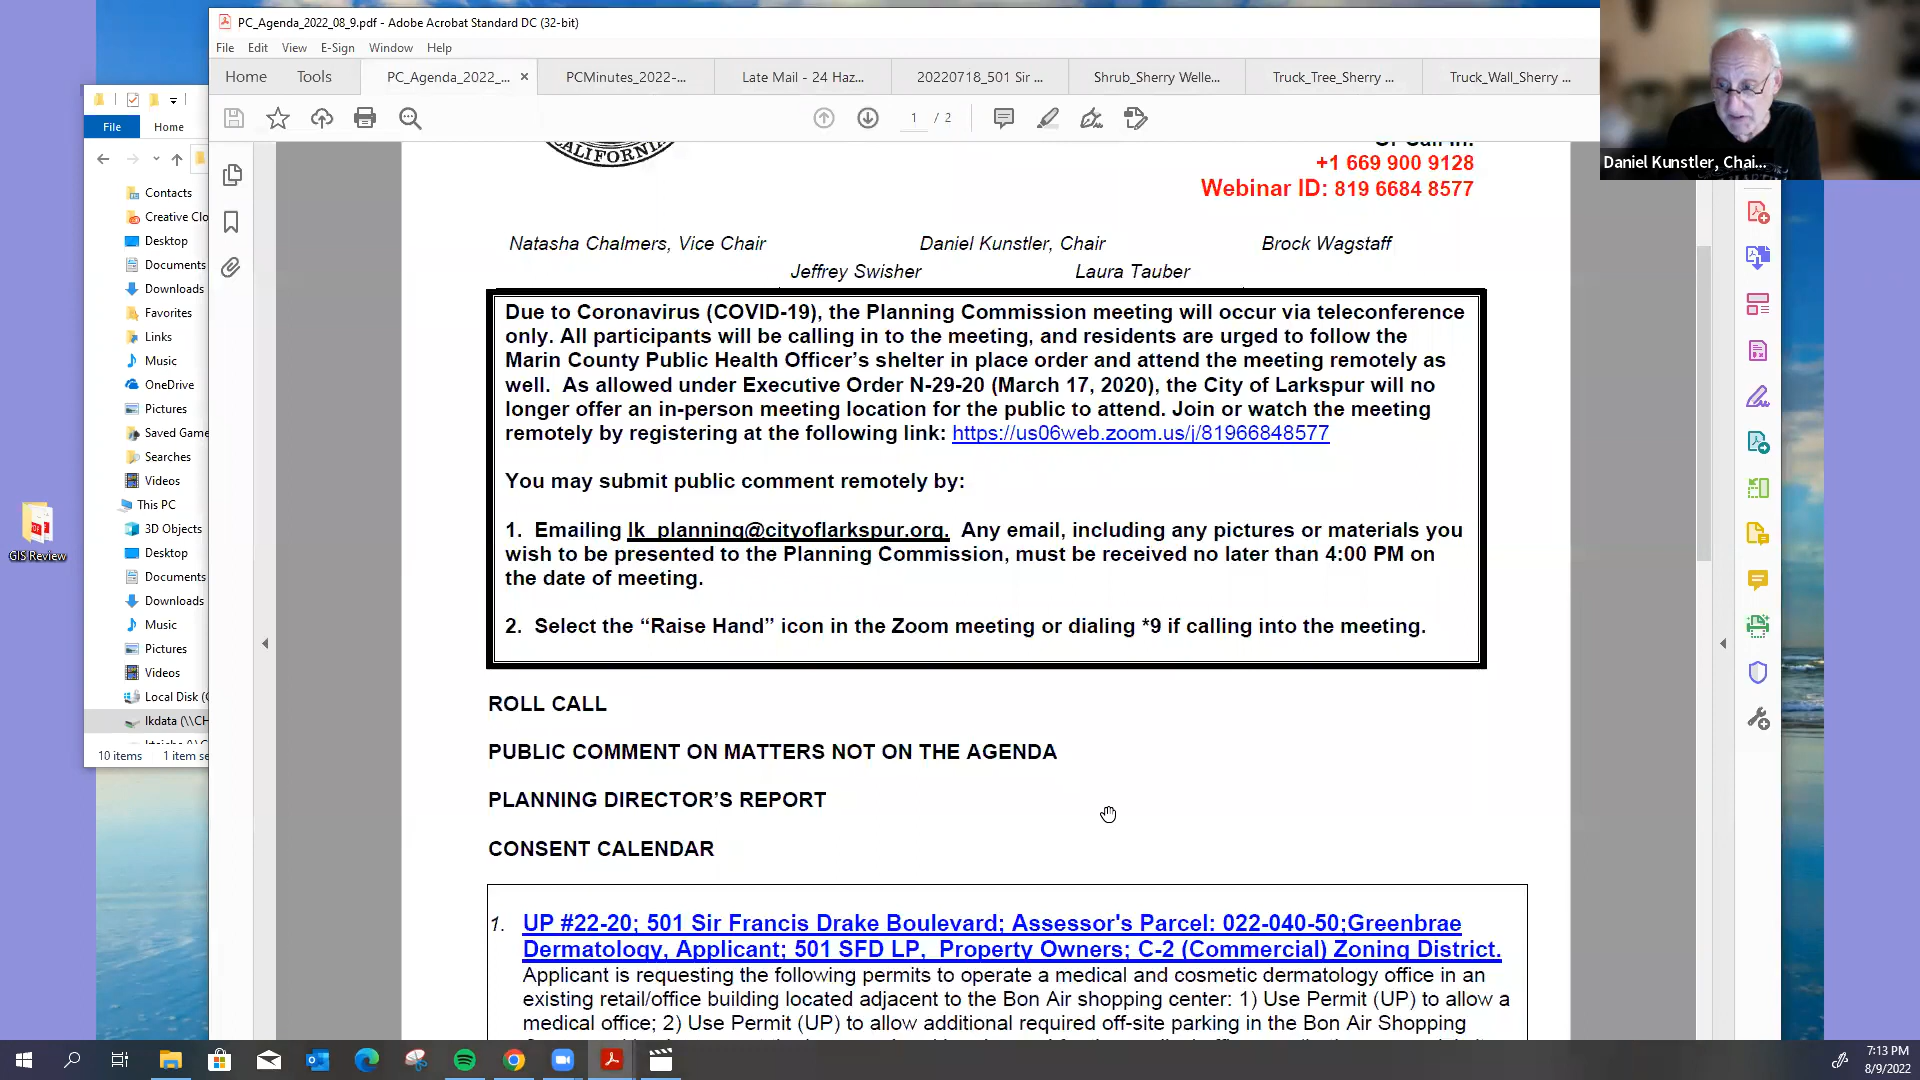 PC_Agenda_2022_08_9.pdf - Adobe Acrobat Standard DC (32-bit)
File Edit View E-Sign Window Help
Home Tools PC_Agenda_2022_... × PCMinutes_2022-... Late Mail - 24 Haz... 20220718_501 Sir ... Shrub_Sherry Welle... Truck_Tree_Sherry ... Truck_Wall_Sherry ...
1 / 2
File Home
Contacts
Creative Clo
Desktop
Documents
Downloads
Favorites
Links
Music
OneDrive
Pictures
Saved Game
Searches
Videos
This PC
3D Objects
Desktop
Documents
Downloads
Music
Pictures
Videos
Local Disk (C
lkdata (\\CH
10 items 1 item se
GIS Review
CALIFORNIA
Or Call In:
+1 669 900 9128
Webinar ID: 819 6684 8577
Natasha Chalmers, Vice Chair Daniel Kunstler, Chair Brock Wagstaff
Jeffrey Swisher Laura Tauber
Due to Coronavirus (COVID-19), the Planning Commission meeting will occur via teleconference
only. All participants will be calling in to the meeting, and residents are urged to follow the
Marin County Public Health Officer’s shelter in place order and attend the meeting remotely as
well. As allowed under Executive Order N-29-20 (March 17, 2020), the City of Larkspur will no
longer offer an in-person meeting location for the public to attend. Join or watch the meeting
remotely by registering at the following link: https://us06web.zoom.us/j/81966848577
You may submit public comment remotely by:
1. Emailing lk_planning@cityoflarkspur.org. Any email, including any pictures or materials you
wish to be presented to the Planning Commission, must be received no later than 4:00 PM on
the date of meeting.
2. Select the “Raise Hand” icon in the Zoom meeting or dialing *9 if calling into the meeting.
ROLL CALL
PUBLIC COMMENT ON MATTERS NOT ON THE AGENDA
PLANNING DIRECTOR’S REPORT
CONSENT CALENDAR
1. UP #22-20; 501 Sir Francis Drake Boulevard; Assessor's Parcel: 022-040-50;Greenbrae
Dermatology, Applicant; 501 SFD LP, Property Owners; C-2 (Commercial) Zoning District.
Applicant is requesting the following permits to operate a medical and cosmetic dermatology office in an
existing retail/office building located adjacent to the Bon Air shopping center: 1) Use Permit (UP) to allow a
medical office; 2) Use Permit (UP) to allow additional required off-site parking in the Bon Air Shopping
Daniel Kunstler, Chai...
7:13 PM
8/9/2022